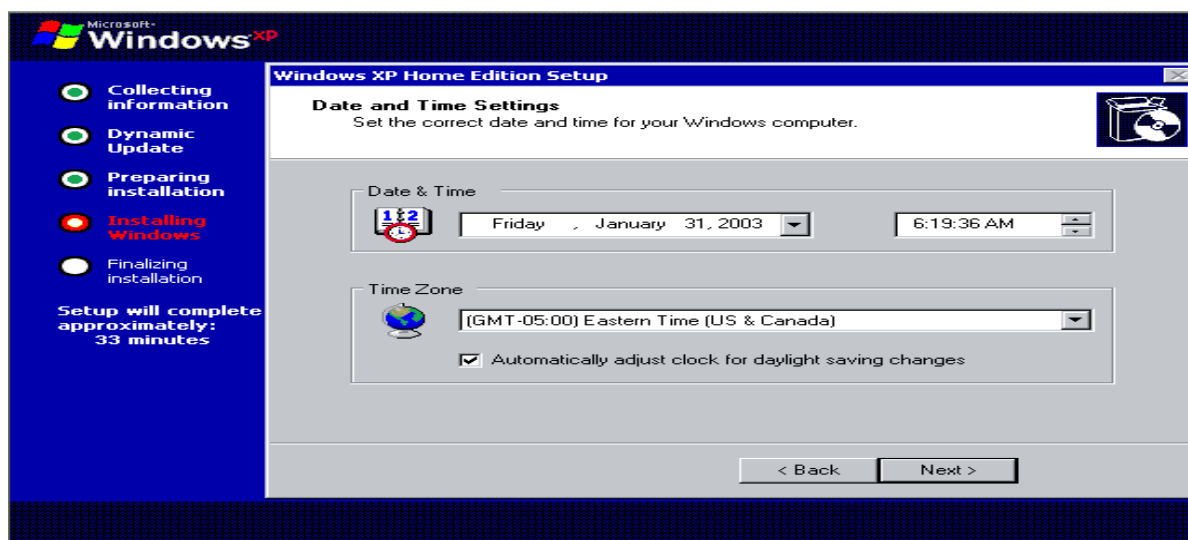 Microsoft
Windows xp
Collecting
information
Dynamic
Update
Preparing
installation
Installing
Windows
Finalizing
installation
Setup will complete
approximately:
33 minutes
Windows XP Home Edition Setup
Date and Time Settings
Set the correct date and time for your Windows computer.
Date & Time
12
Friday , January 31, 2003
6:19:36 AM
Time Zone
(GMT-05:00) Eastern Time (US & Canada)
Automatically adjust clock for daylight saving changes
< Back
Next >